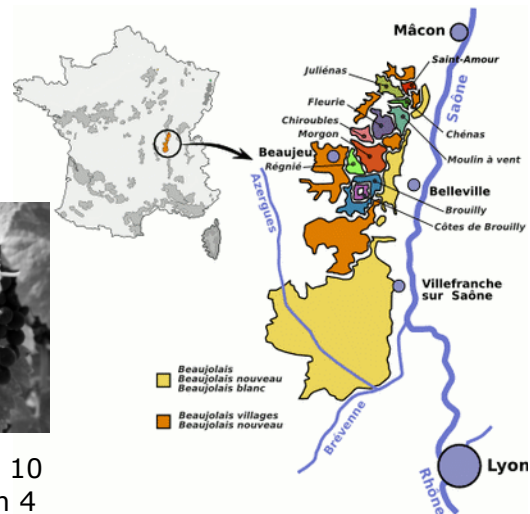 Mâcon
Saint-Amour
Juliénas
Saône
Fleurie
Chiroubles
Chénas
Morgon
Moulin à vent
Beaujeu
Régnié
Belleville
Azergues
Brouilly
Côtes de Brouilly
Villefranche
sur Saône
Beaujolais
Beaujolais nouveau
Beaujolais blanc
Beaujolais villages
Beaujolais nouveau
Brévenne
Lyon
Rhône
10
4